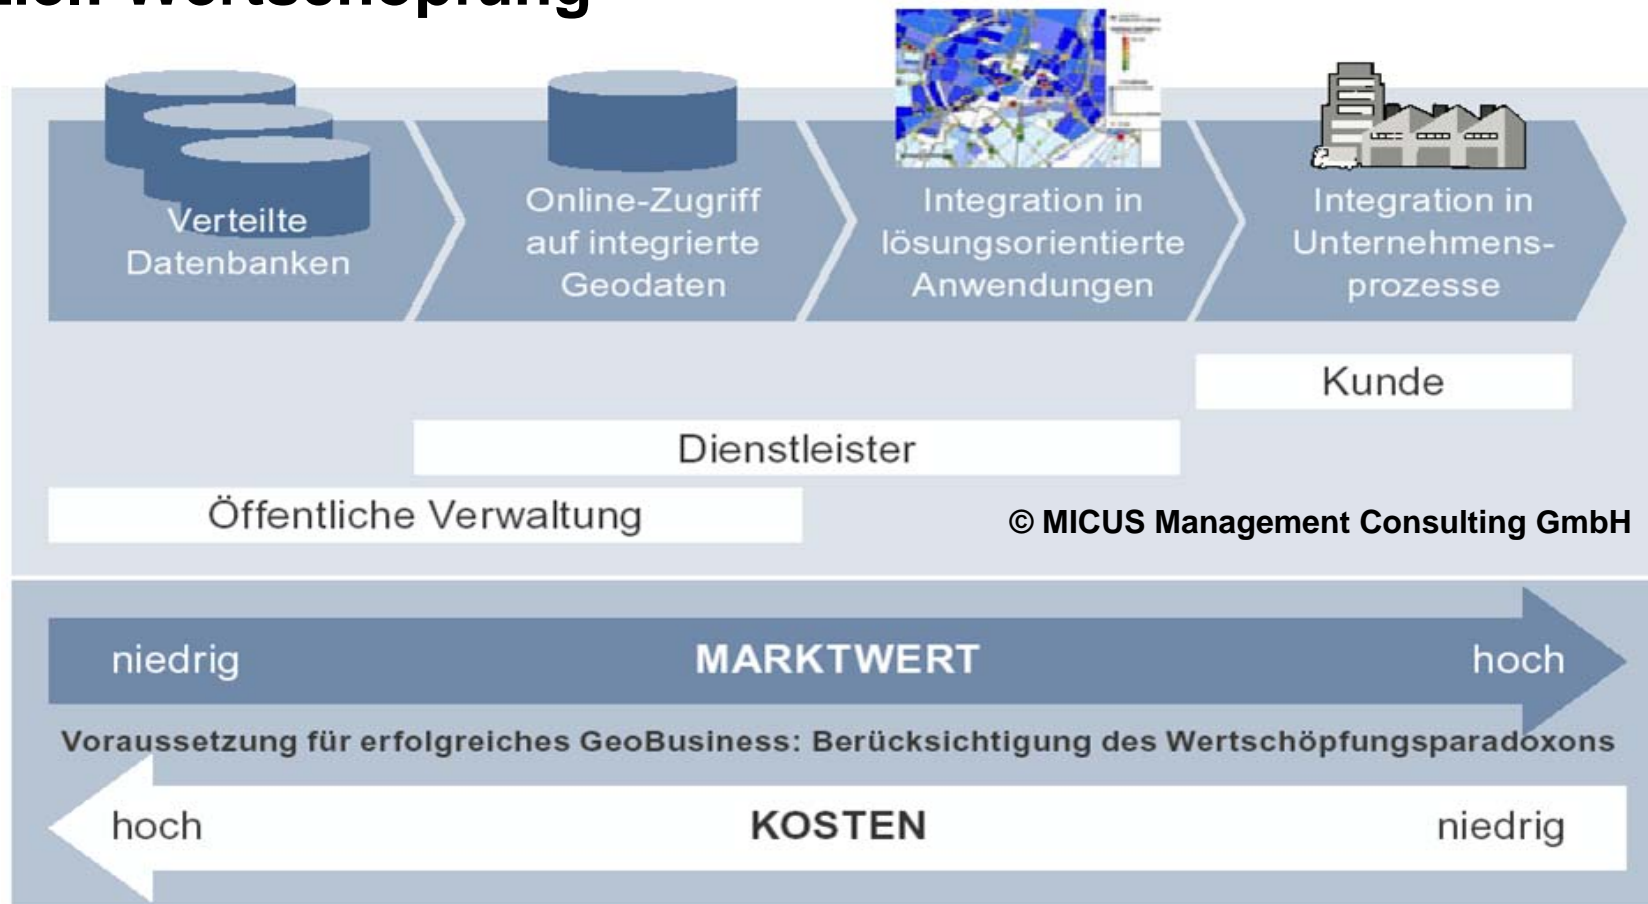 Wertschöpfung
Verteilte
Datenbanken
Online-Zugriff
auf integrierte
Geodaten
Integration in
lösungsorientierte
Anwendungen
Integration in
Unternehmens-
prozesse
Kunde
Dienstleister
Öffentliche Verwaltung
© MICUS Management Consulting GmbH
niedrig MARKTWERT hoch
Voraussetzung für erfolgreiches GeoBusiness: Berücksichtigung des Wertschöpfungsparadoxons
hoch KOSTEN niedrig